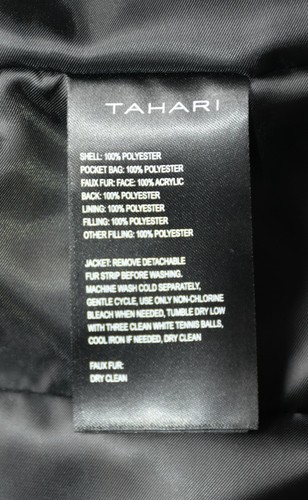 TAHARI
SHELL: 100% POLYESTER
POCKET BAG: 100% POLYESTER
FAUX FUR: FACE: 100% ACRYLIC
BACK: 100% POLYESTER
LINING: 100% POLYESTER
FILLING: 100% POLYESTER
OTHER FILLING: 100% POLYESTER
JACKET: REMOVE DETACHABLE
FUR STRIP BEFORE WASHING.
MACHINE WASH COLD SEPARATELY,
GENTLE CYCLE, USE ONLY NON-CHLORINE
BLEACH WHEN NEEDED, TUMBLE DRY LOW
WITH THREE CLEAN WHITE TENNIS BALLS,
COOL IRON IF NEEDED, DRY CLEAN
FAUX FUR:
DRY CLEAN